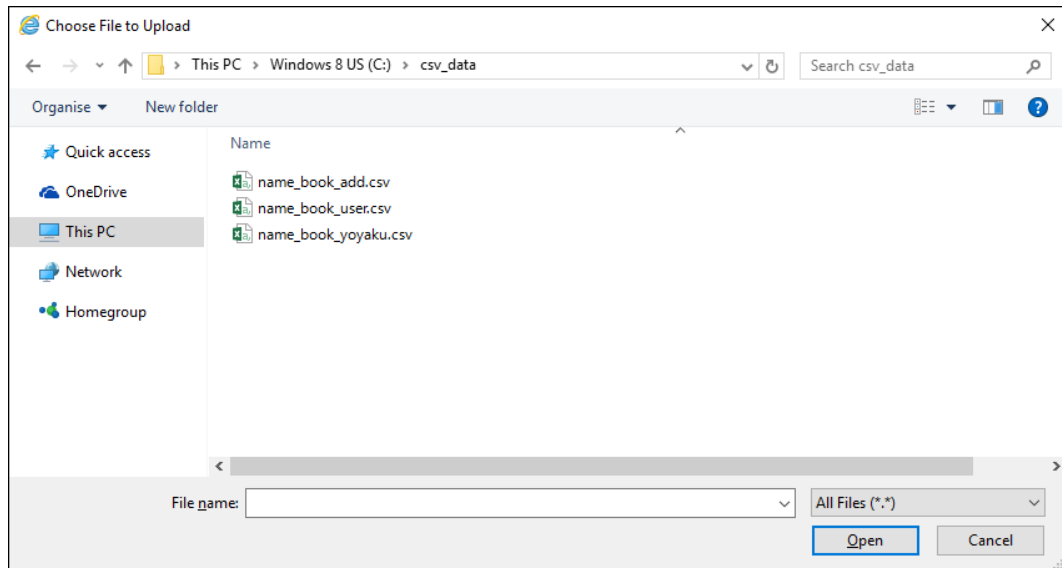 Choose File to Upload
This PC > Windows 8 US (C:) > csv_data
Search csv_data
Organise
New folder
Quick access
OneDrive
This PC
Network
Homegroup
Name
name_book_add.csv
name_book_user.csv
name_book_yoyaku.csv
File name:
All Files (*.*)
Open
Cancel